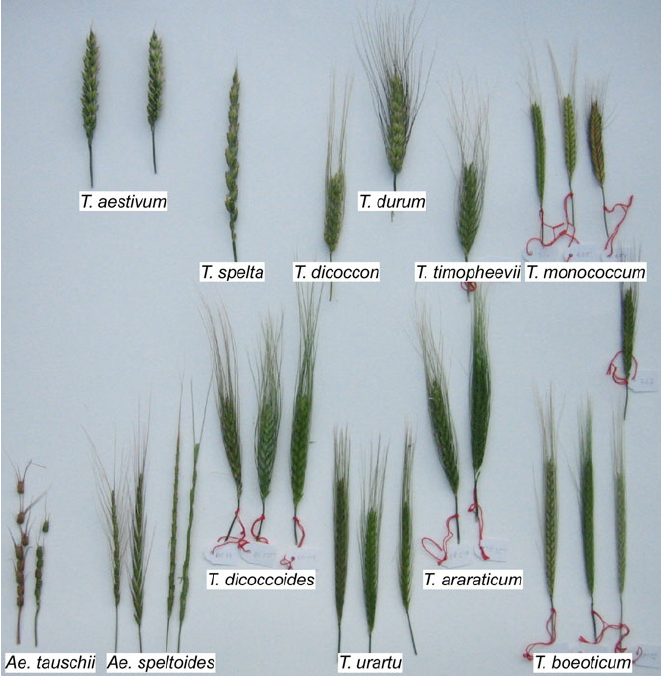 T. aestivum
T. durum
T. spelta
T. dicoccon
T. timopheevii
T. monococcum
T. dicoccoides
T. araraticum
Ae. tauschii
Ae. speltoides
T. urartu
T. boeoticum